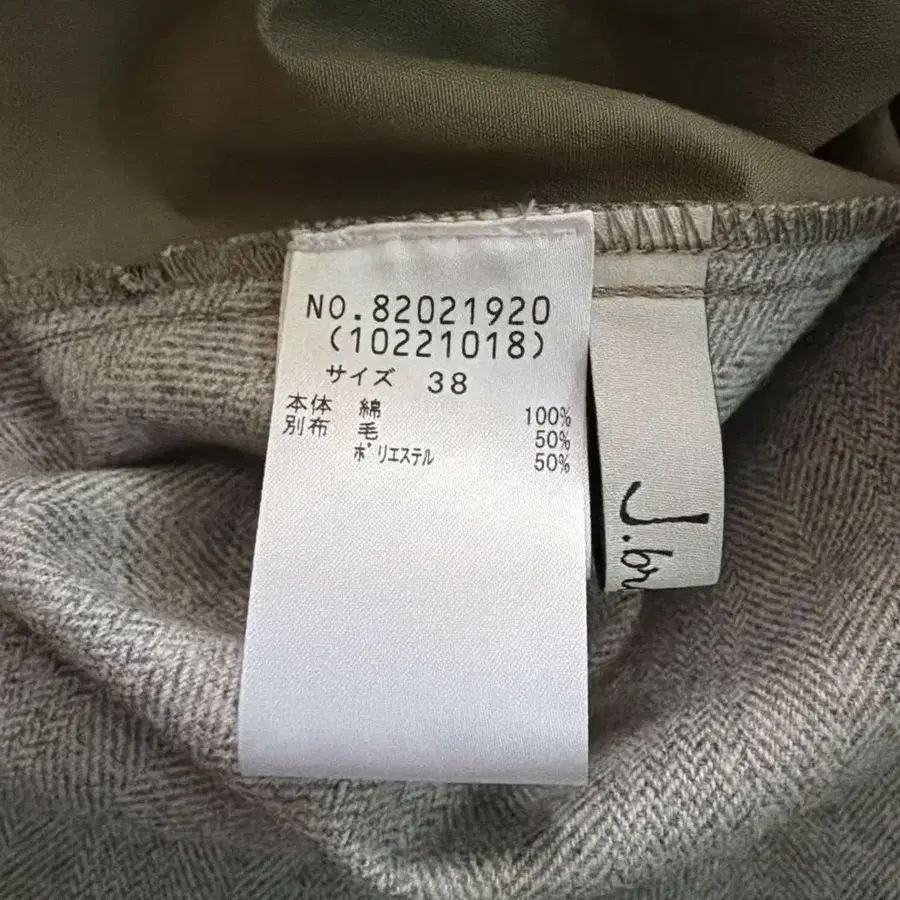 NO.82021920
(10221018)
サイズ 38
本体 綿 100%
別布 毛 50%
ポリエステル 50%